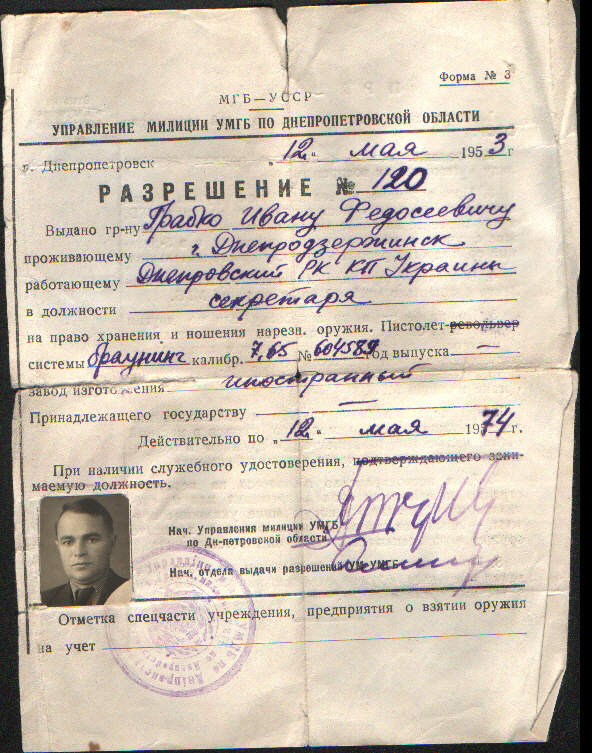 Форма № 3
МГБ—УССР
УПРАВЛЕНИЕ МИЛИЦИИ УМГБ ПО ДНЕПРОПЕТРОВСКОЙ ОБЛАСТИ
г. Днепропетровск „12“ мая 1953 г
РАЗРЕШЕНИЕ № 120
Выдано гр-ну Грабко Ивану Федосеевичу
проживающему г. Днепродзержинск
работающему Днепровский РК КП Украины
в должности секретаря
на право хранения и ношения нарезн. оружия. Пистолет-револьвер
системы браунинг калибр. 7,65 № 604589 год выпуска —
завод изготовления иностранный
Принадлежащего государству —
Действительно по „12“ мая 1974 г.
При наличии служебного удостоверения, подтверждающего зани-
маемую должность.
Нач. Управления милиции УМГБ
по Дн-петровской области
Нач. отдела выдачи разрешений УМ-УМГБ
Отметка спецчасти учреждения, предприятия о взятии оружия
на учет